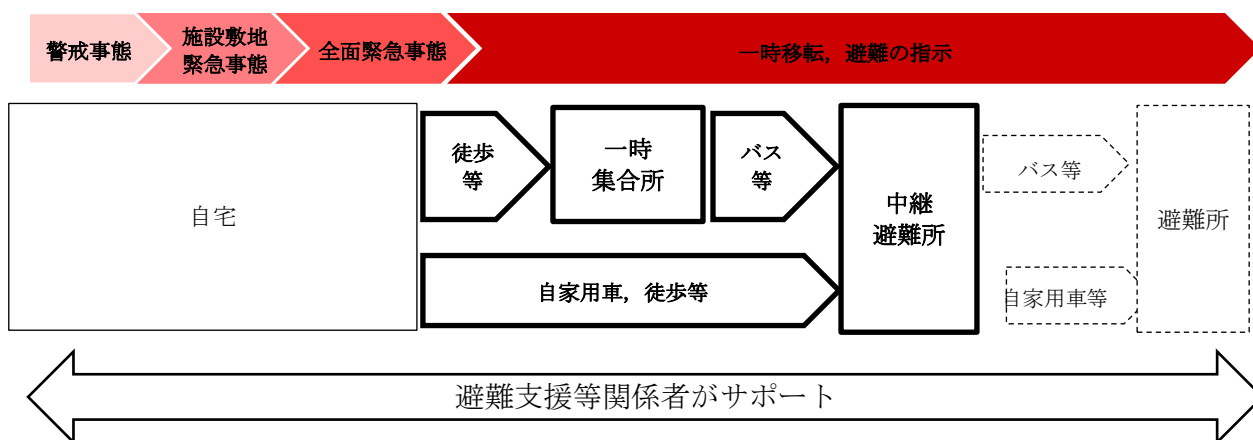 警戒事態
施設敷地
緊急事態
全面緊急事態
一時移転，避難の指示
自宅
徒歩
等
一時
集合所
バス
等
中継
避難所
バス等
避難所
自家用車，徒歩等
自家用車等
避難支援等関係者がサポート